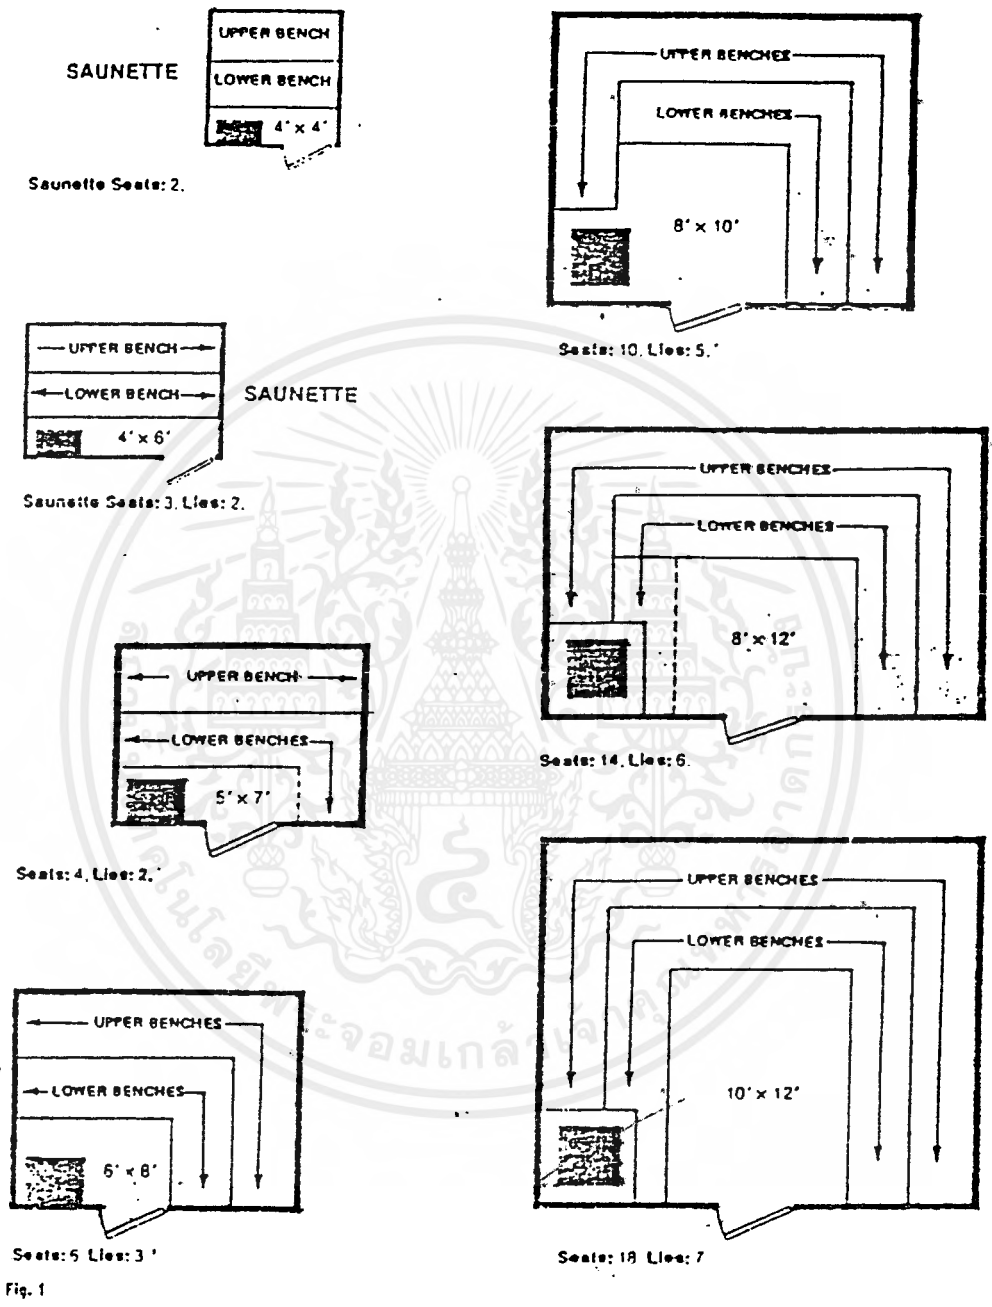 SAUNETTE
UPPER BENCH
LOWER BENCH
4' x 4'
Saunette Seats: 2.
UPPER BENCH
LOWER BENCH
4' x 6'
SAUNETTE
Saunette Seats: 3. Lies: 2.
UPPER BENCH
LOWER BENCHES
5' x 7'
Seats: 4. Lies: 2.
UPPER BENCHES
LOWER BENCHES
6' x 8'
Lies: 3
Fig. 1
UPPER BENCHES
LOWER BENCHES
8' x 10'
Seats: 10. Lies: 5.
UPPER BENCHES
LOWER BENCHES
8' x 12'
Seats: 14. Lies: 6.
UPPER BENCHES
LOWER BENCHES
10' x 12'
Seats: 18 Lies: 7